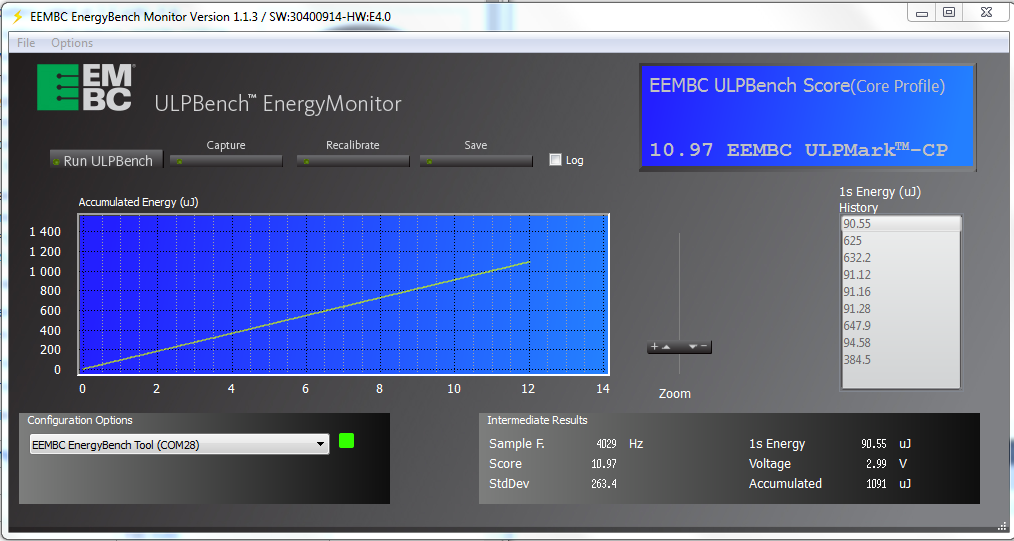 EEMBC EnergyBench Monitor Version 1.1.3 / SW:30400914-HW:E4.0
File Options
EM
BC
ULPBench™ EnergyMonitor
EEMBC ULPBench Score(Core Profile)
10.97 EEMBC ULPMark™-CP
Run ULPBench
Capture
Recalibrate
Save
Log
Accumulated Energy (uJ)
1 400
1 200
1 000
800
600
400
200
0
0 2 4 6 8 10 12 14
+ −
Zoom
1s Energy (uJ)
History
90.55
625
632.2
91.12
91.16
91.28
647.9
94.58
384.5
Configuration Options
EEMBC EnergyBench Tool (COM28)
Intermediate Results
Sample F. 4029 Hz
Score 10.97
StdDev 263.4
1s Energy 90.55 uJ
Voltage 2.99 V
Accumulated 1091 uJ